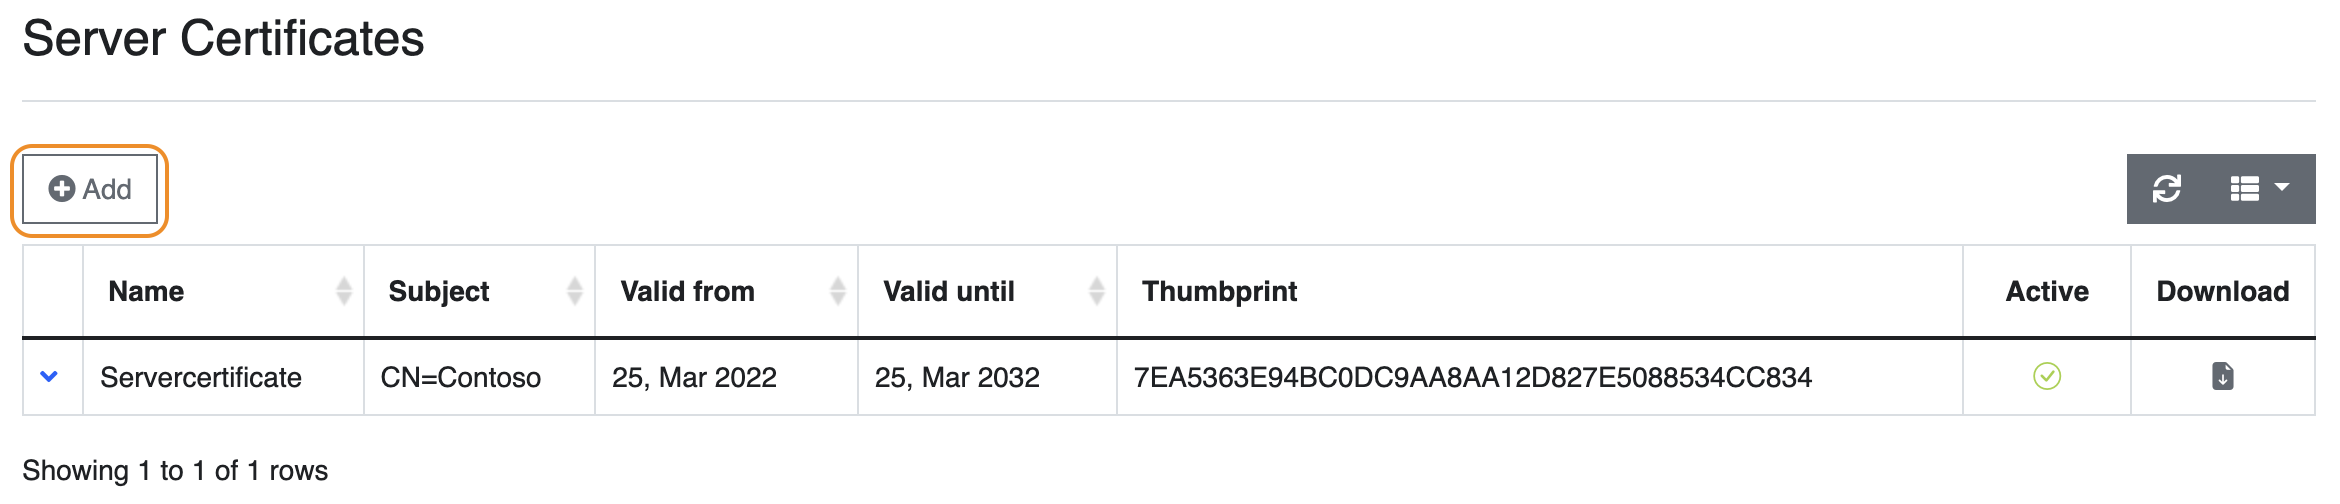 Server Certificates
Add
Name Subject Valid from Valid until Thumbprint Active Download
Servercertificate CN=Contoso 25, Mar 2022 25, Mar 2032 7EA5363E94BC0DC9AA8AA12D827E5088534CC834
Showing 1 to 1 of 1 rows